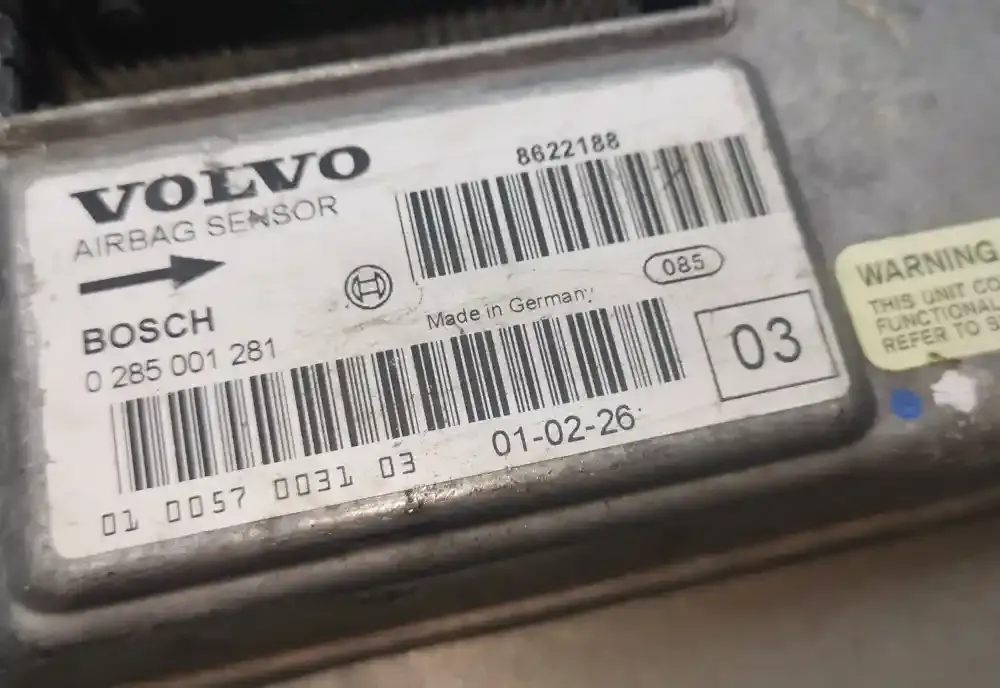 VOLVO
AIRBAG SENSOR
8622188
085
BOSCH
0 285 001 281
Made in Germany
03
01 0057 0031 03
01-02-26
WARNING
THIS UNIT
FUNCTIONAL
REFER TO